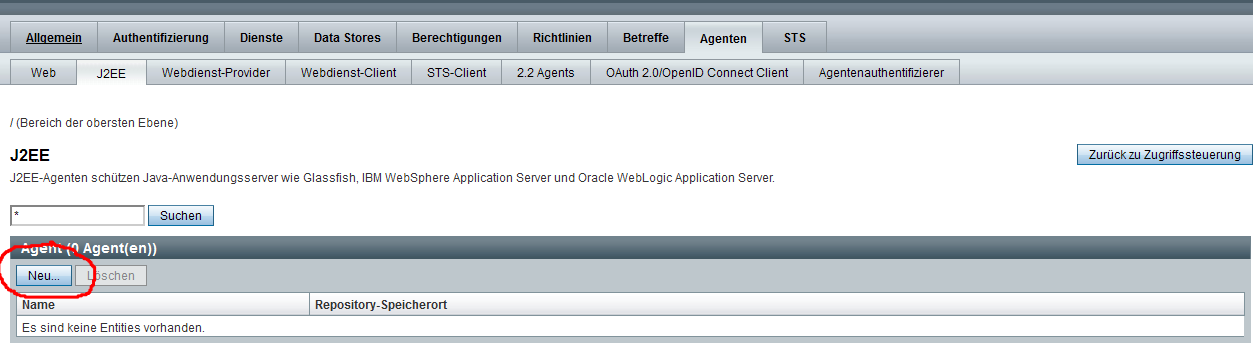 Allgemein Authentifizierung Dienste Data Stores Berechtigungen Richtlinien Betreffe Agenten STS
Web J2EE Webdienst-Provider Webdienst-Client STS-Client 2.2 Agents OAuth 2.0/OpenID Connect Client Agentenauthentifizierer
/ (Bereich der obersten Ebene)
J2EE
Zurück zu Zugriffssteuerung
J2EE-Agenten schützen Java-Anwendungsserver wie Glassfish, IBM WebSphere Application Server und Oracle WebLogic Application Server.
* Suchen
Agent (0 Agent(en))
Neu... Löschen
Name Repository-Speicherort
Es sind keine Entities vorhanden.